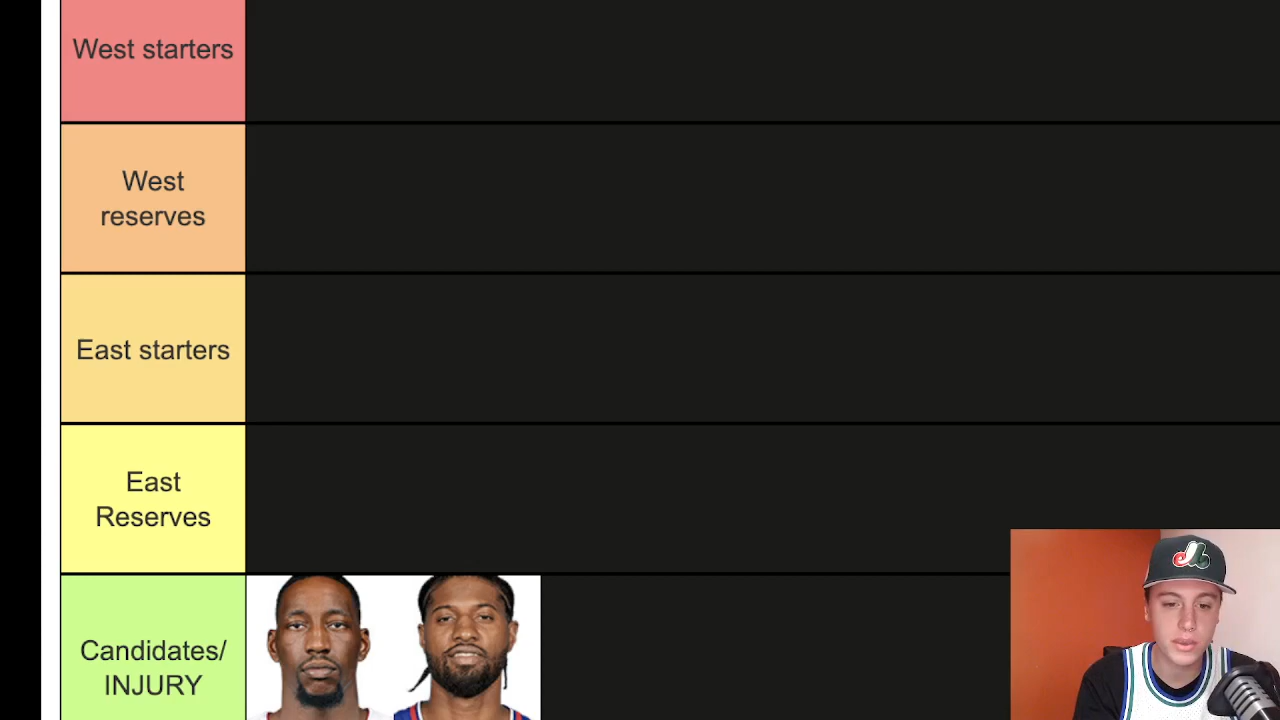 West starters
West
reserves
East starters
East
Reserves
Candidates/
INJURY